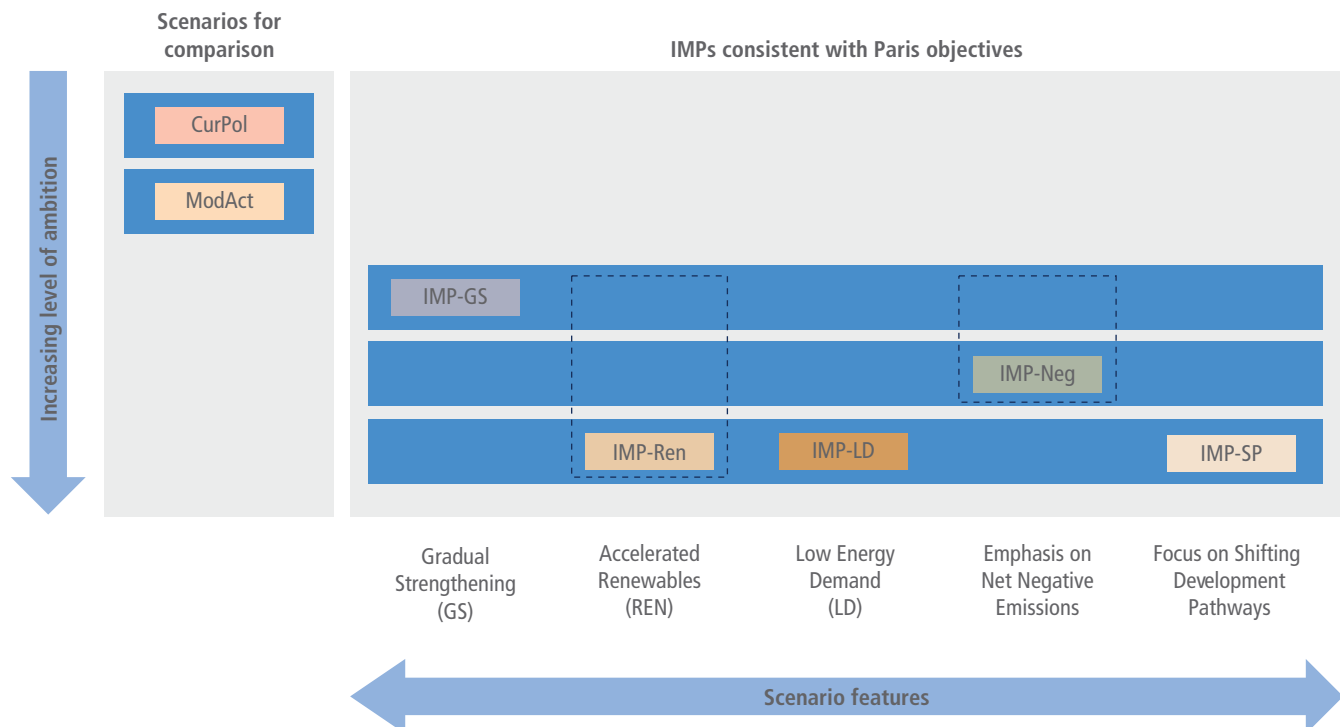 Scenarios for
comparison
IMPs consistent with Paris objectives
Increasing level of ambition
CurPol
ModAct
IMP-GS
IMP-Neg
IMP-Ren
IMP-LD
IMP-SP
Gradual
Strengthening
(GS)
Accelerated
Renewables
(REN)
Low Energy
Demand
(LD)
Emphasis on
Net Negative
Emissions
Focus on Shifting
Development
Pathways
Scenario features